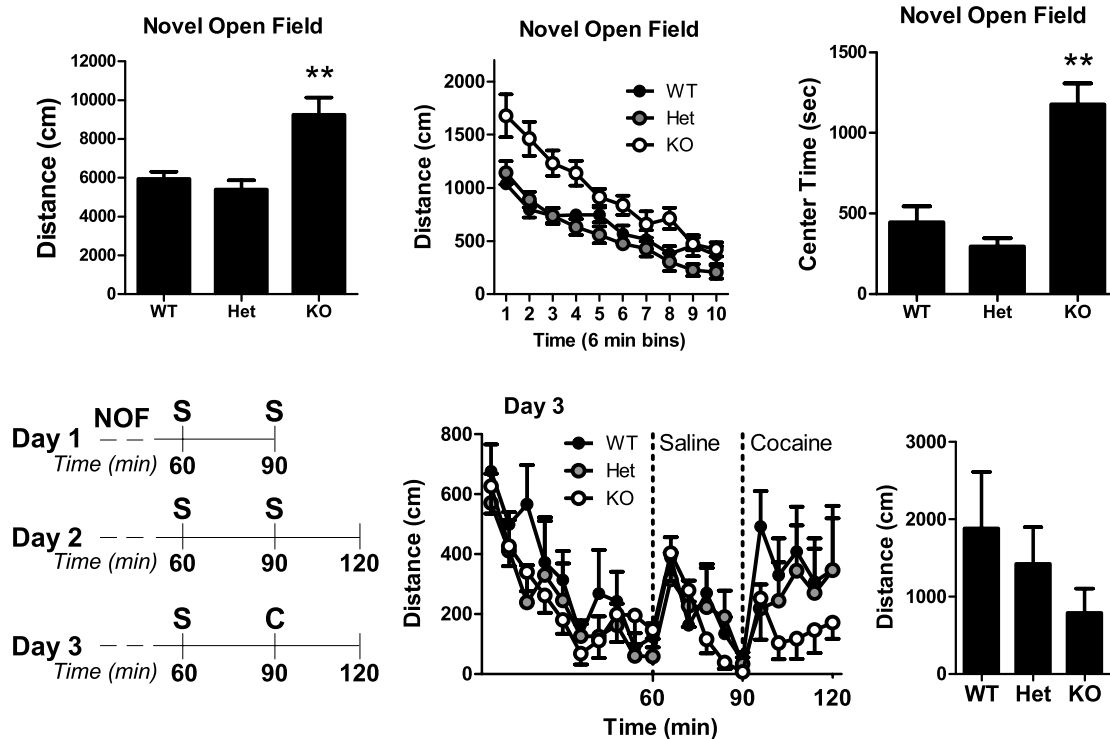 Novel Open Field
Distance (cm)
12000
10000
8000
6000
4000
2000
0
**
WT Het KO
Novel Open Field
Distance (cm)
2000
1500
1000
500
0
WT
Het
KO
1 2 3 4 5 6 7 8 9 10
Time (6 min bins)
Novel Open Field
Center Time (sec)
1500
1000
500
0
**
WT Het KO
NOF S S
Day 1
Time (min) 60 90
S S
Day 2
Time (min) 60 90 120
S C
Day 3
Time (min) 60 90 120
Day 3
Distance (cm)
800
600
400
200
0
WT
Het
KO
Saline
Cocaine
60 90 120
Time (min)
Distance (cm)
3000
2000
1000
0
WT Het KO